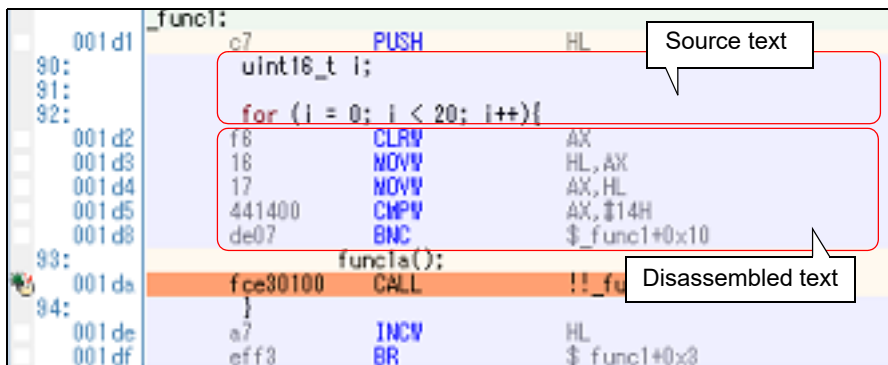 _func1:
001d1 c7 PUSH HL
90: uint16_t i;
91:
92: for (i = 0; i < 20; i++){
001d2 f6 CLRW AX
001d3 16 MOVW HL,AX
001d4 17 MOVW AX,HL
001d5 441400 CMPW AX,$14H
001d8 de07 BNC $_func1+0x10
93: func1a();
001da fce30100 CALL !!_fu
94: }
001de a7 INCW HL
001df eff3 BR $_func1+0x3
Source text
Disassembled text